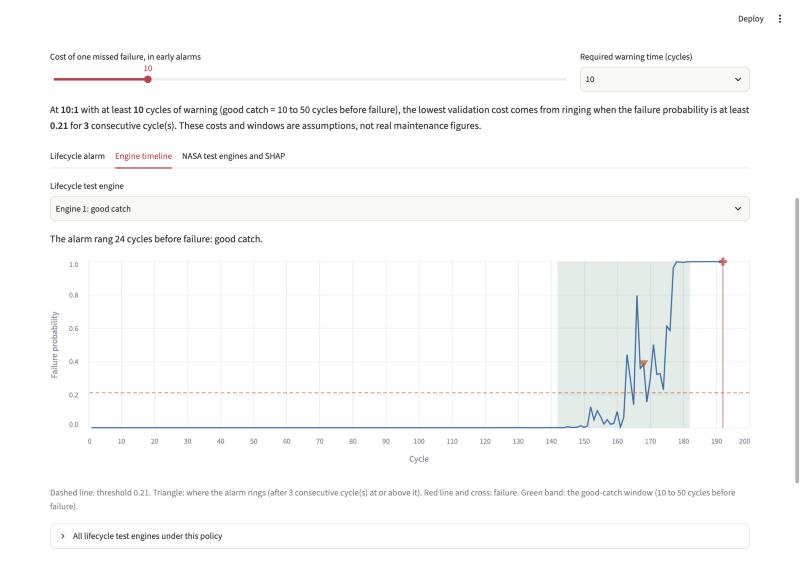 Deploy
Cost of one missed failure, in early alarms
10
Required warning time (cycles)
10
At 10:1 with at least 10 cycles of warning (good catch = 10 to 50 cycles before failure), the lowest validation cost comes from ringing when the failure probability is at least
0.21 for 3 consecutive cycle(s). These costs and windows are assumptions, not real maintenance figures.
Lifecycle alarm Engine timeline NASA test engines and SHAP
Lifecycle test engine
Engine 1: good catch
The alarm rang 24 cycles before failure: good catch.
Failure probability
1.0
0.8
0.6
0.4
0.2
0.0
0 10 20 30 40 50 60 70 80 90 100 110 120 130 140 150 160 170 180 190 200
Cycle
Dashed line: threshold 0.21. Triangle: where the alarm rings (after 3 consecutive cycle(s) at or above it). Red line and cross: failure. Green band: the good-catch window (10 to 50 cycles before
failure).
All lifecycle test engines under this policy